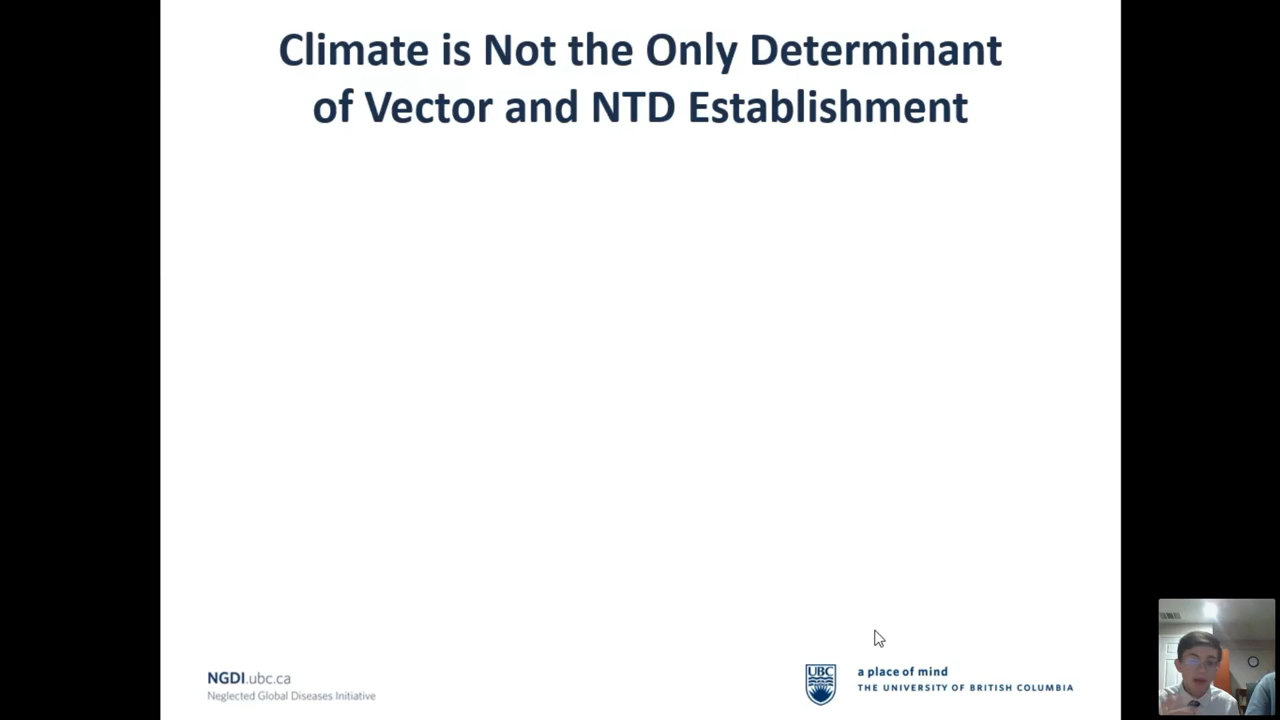 Climate is Not the Only Determinant
of Vector and NTD Establishment
NGDI.ubc.ca
Neglected Global Diseases Initiative
UBC
a place of mind
THE UNIVERSITY OF BRITISH COLUMBIA